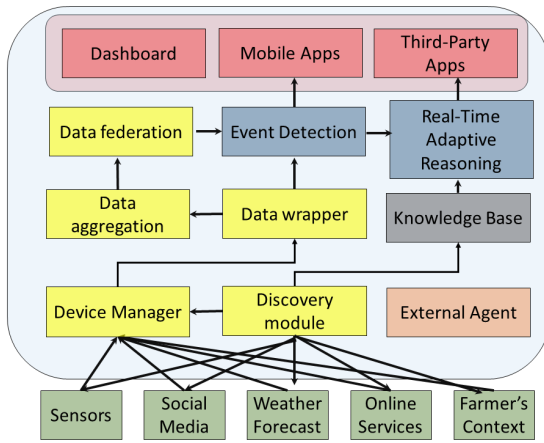 Dashboard
Mobile Apps
Third-Party
Apps
Data federation
Event Detection
Real-Time
Adaptive
Reasoning
Data
aggregation
Data wrapper
Knowledge Base
Device Manager
Discovery
module
External Agent
Sensors
Social
Media
Weather
Forecast
Online
Services
Farmer's
Context